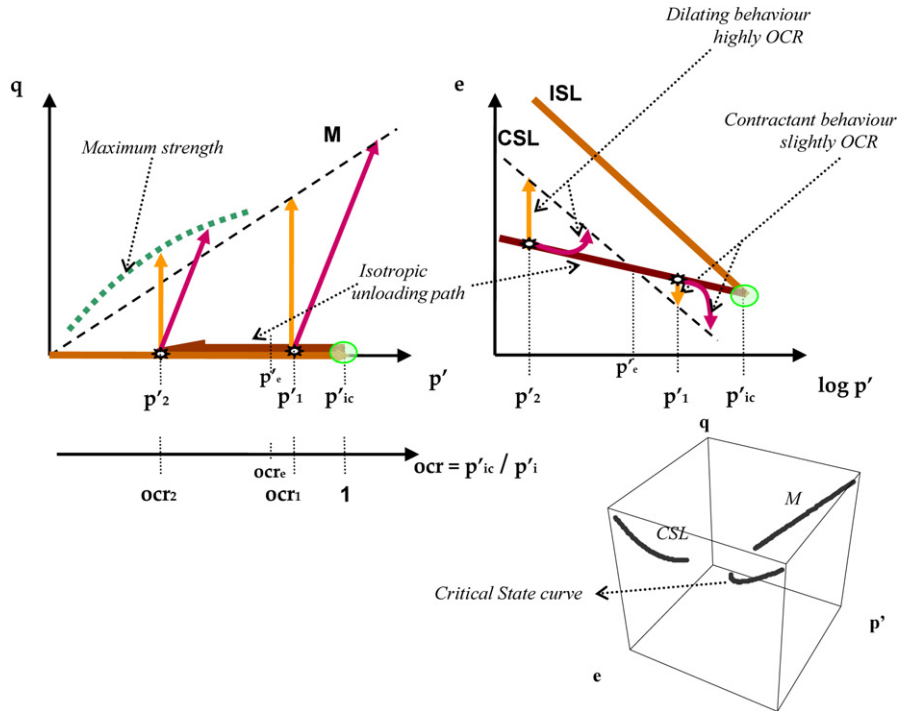 Dilating behaviour
highly OCR
q
e
ISL
M
CSL
Contractant behaviour
slightly OCR
Maximum strength
Isotropic
unloading path
p'e
p'e
p'
p'2
p'1
p'ic
p'2
p'1
p'ic
log p'
ocre
ocr = p'ic / p'i
ocr2
ocr1
1
q
M
CSL
Critical State curve
p'
e